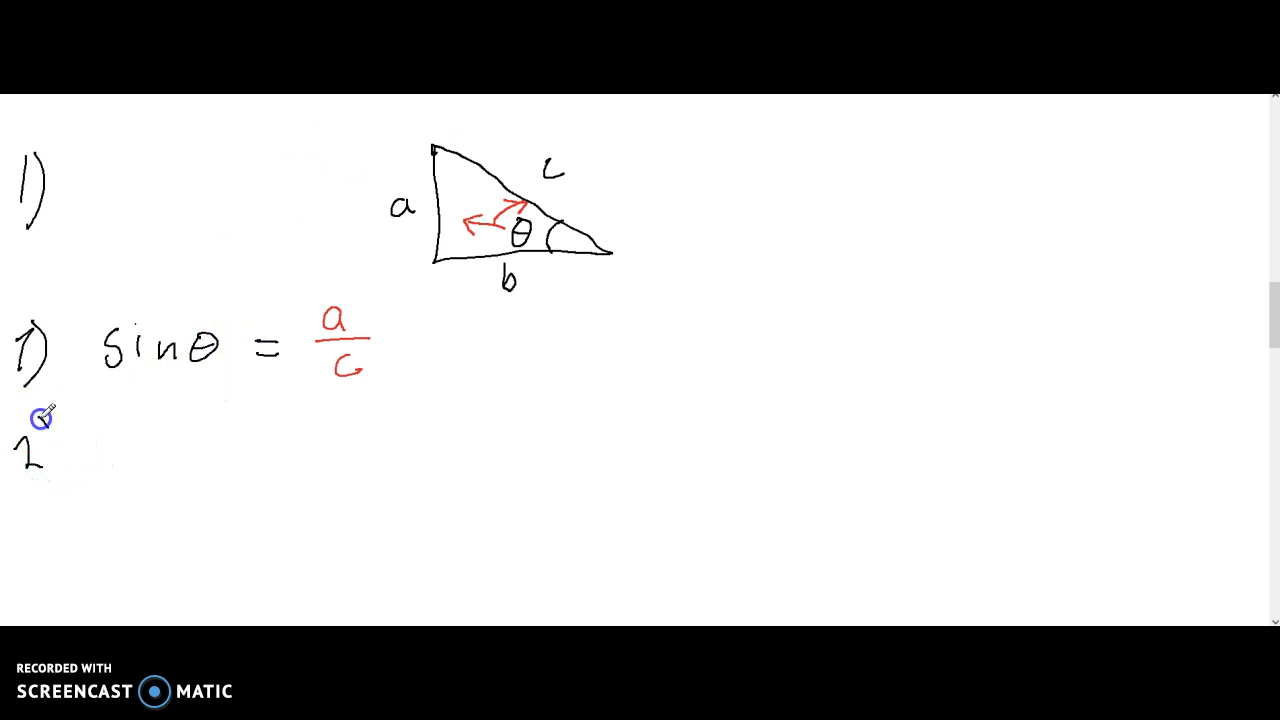 1)
c
a
θ
b
1) sinθ = a/c
2
RECORDED WITH
SCREENCAST MATIC